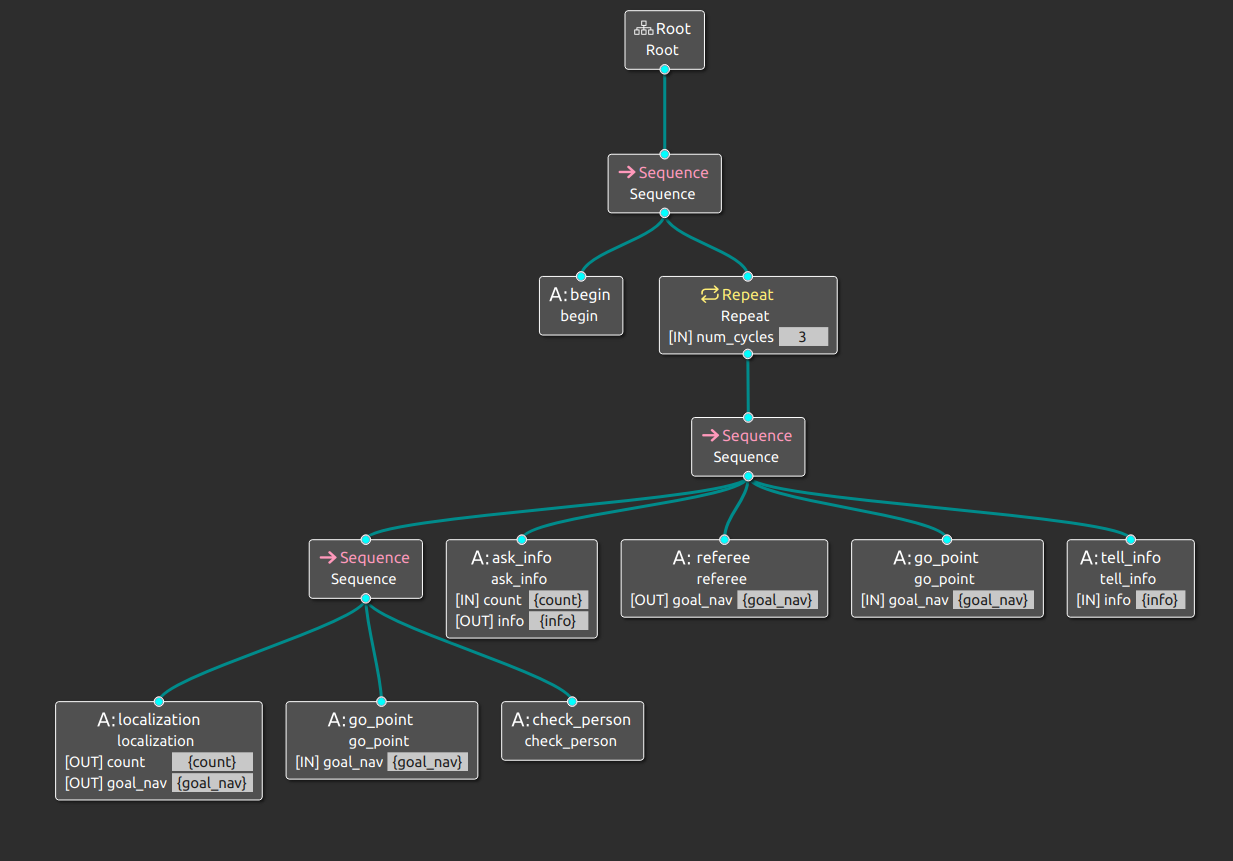 Root
Root
Sequence
Sequence
A: begin
begin
Repeat
Repeat
[IN] num_cycles 3
Sequence
Sequence
Sequence
Sequence
A: ask_info
ask_info
[IN] count {count}
[OUT] info {info}
A: referee
referee
[OUT] goal_nav {goal_nav}
A: go_point
go_point
[IN] goal_nav {goal_nav}
A: tell_info
tell_info
[IN] info {info}
A: localization
localization
[OUT] count {count}
[OUT] goal_nav {goal_nav}
A: go_point
go_point
[IN] goal_nav {goal_nav}
A: check_person
check_person